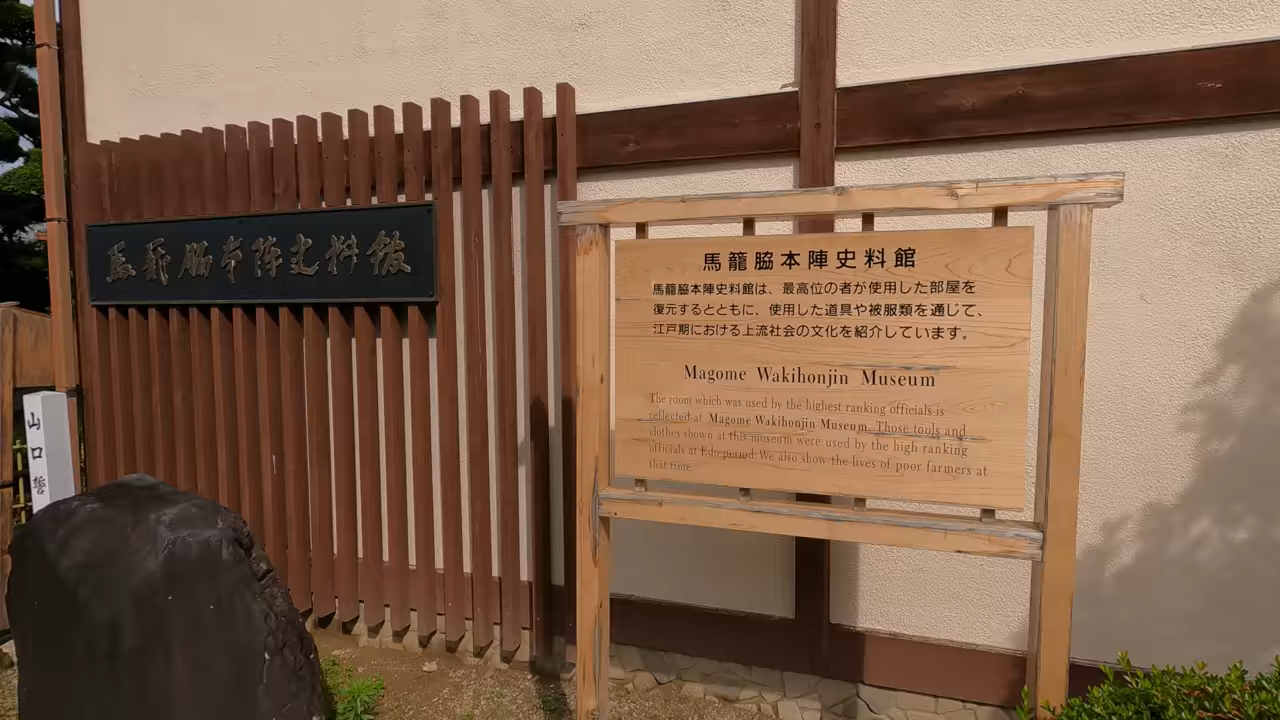 馬籠脇本陣史料館
馬籠脇本陣史料館
馬籠脇本陣史料館は、最高位の者が使用した部屋を
復元するとともに、使用した道具や被服類を通じて、
江戸期における上流社会の文化を紹介しています。
Magome Wakihonjin Museum
The room which was used by the highest ranking officials is
reflected at Magome Wakihonjin Museum. Those tools and
clothes shown at this museum were used by the high ranking
officials at Edo period. We also show the lives of poor farmers at
that time.
山口誓